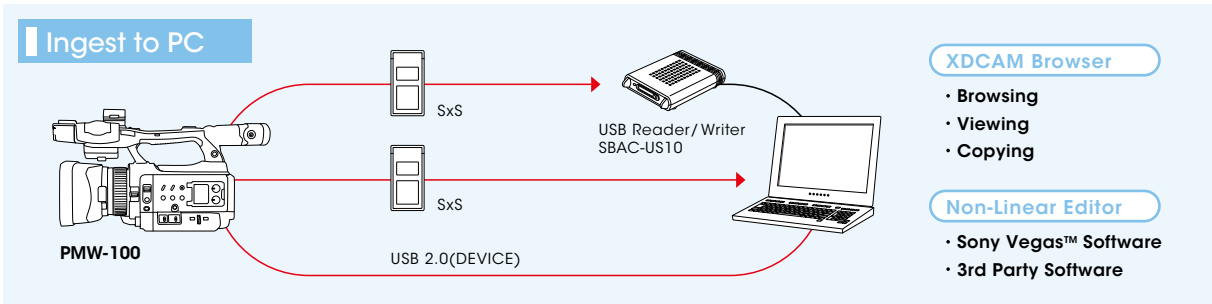 Ingest to PC
SxS
USB Reader/Writer
SBAC-US10
SxS
PMW-100
USB 2.0(DEVICE)
XDCAM Browser
・Browsing
・Viewing
・Copying
Non-Linear Editor
・Sony Vegas™ Software
・3rd Party Software